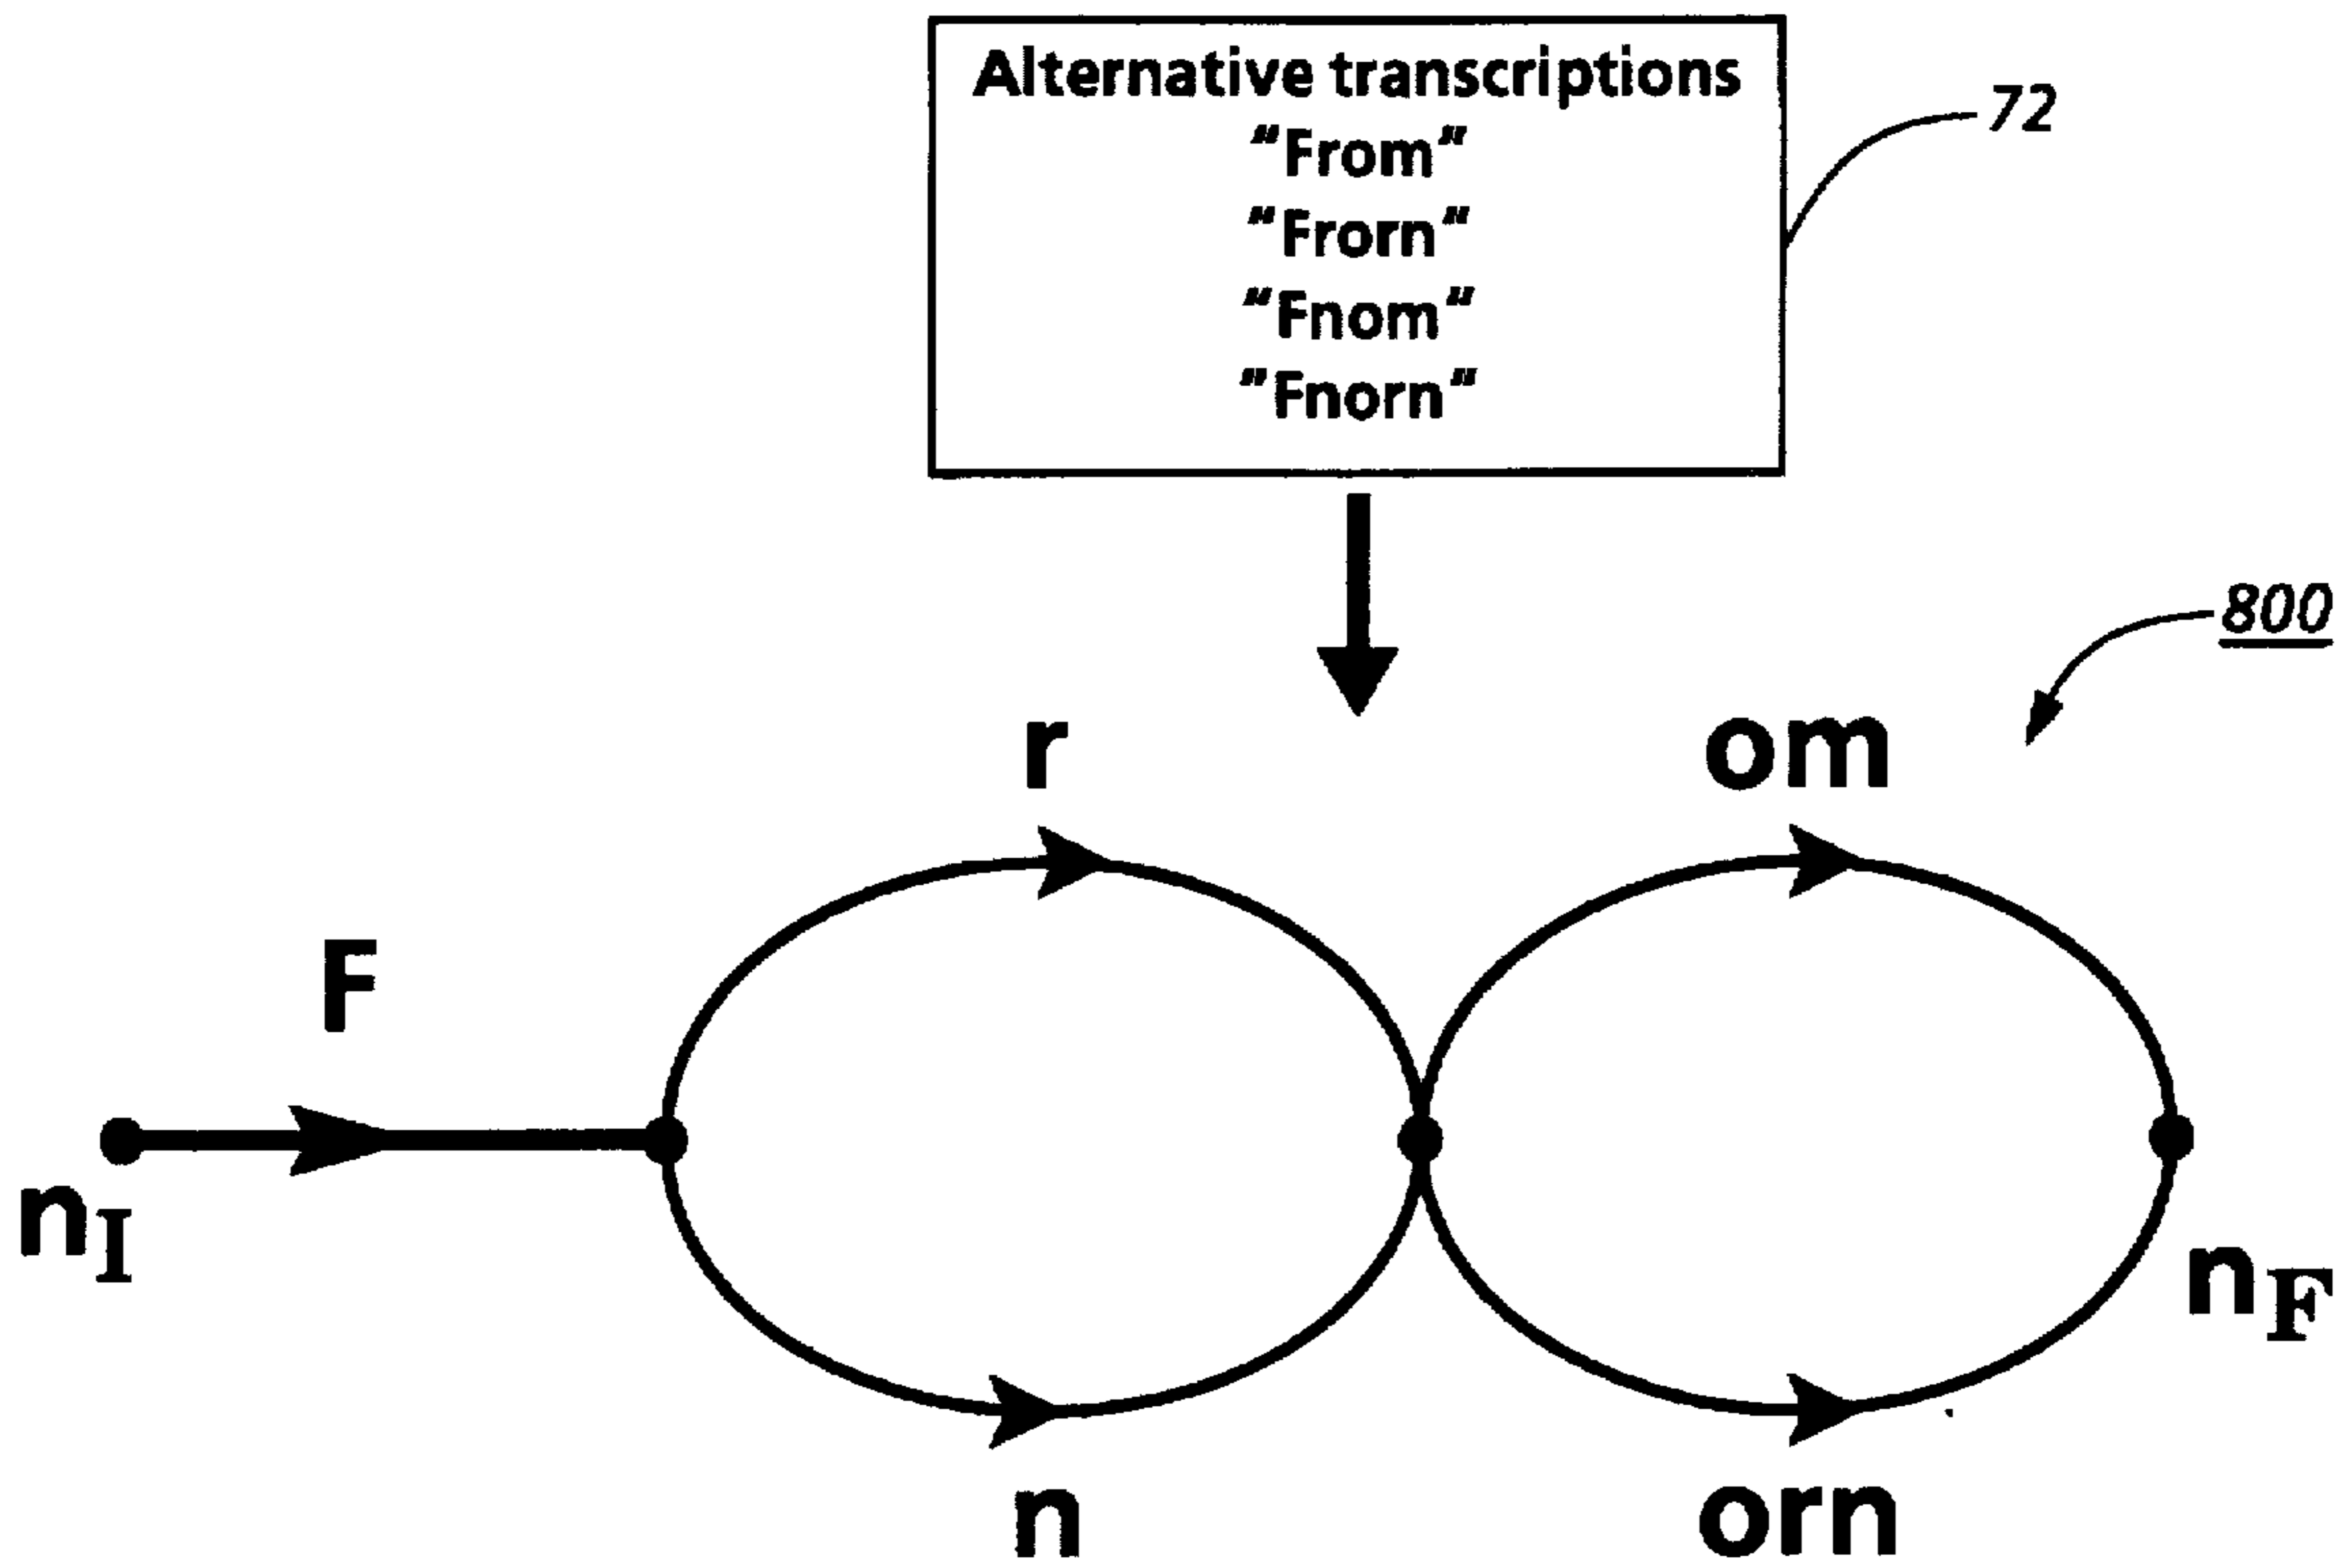 Alternative transcriptions
"From"
"Frorn"
"Fnom"
"Fnorn"
72
800
r
om
F
nI
nF
n
orn